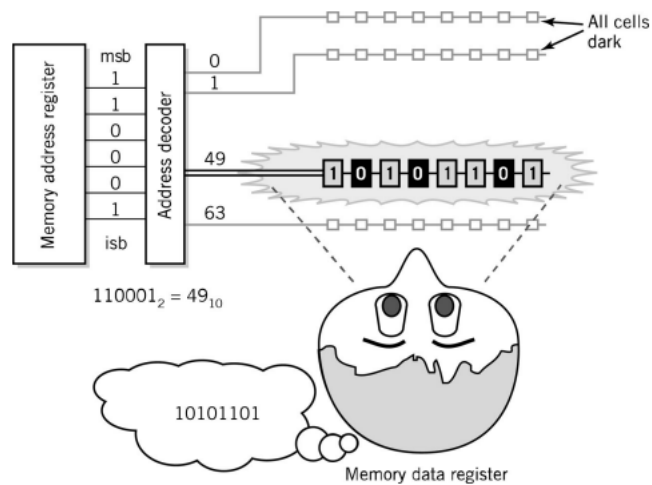 All cells
dark
msb
0
1
1
1
0
0
0
1
isb
Memory address register
Address decoder
49
1 0 1 0 1 1 0 1
63
110001₂ = 49₁₀
10101101
Memory data register